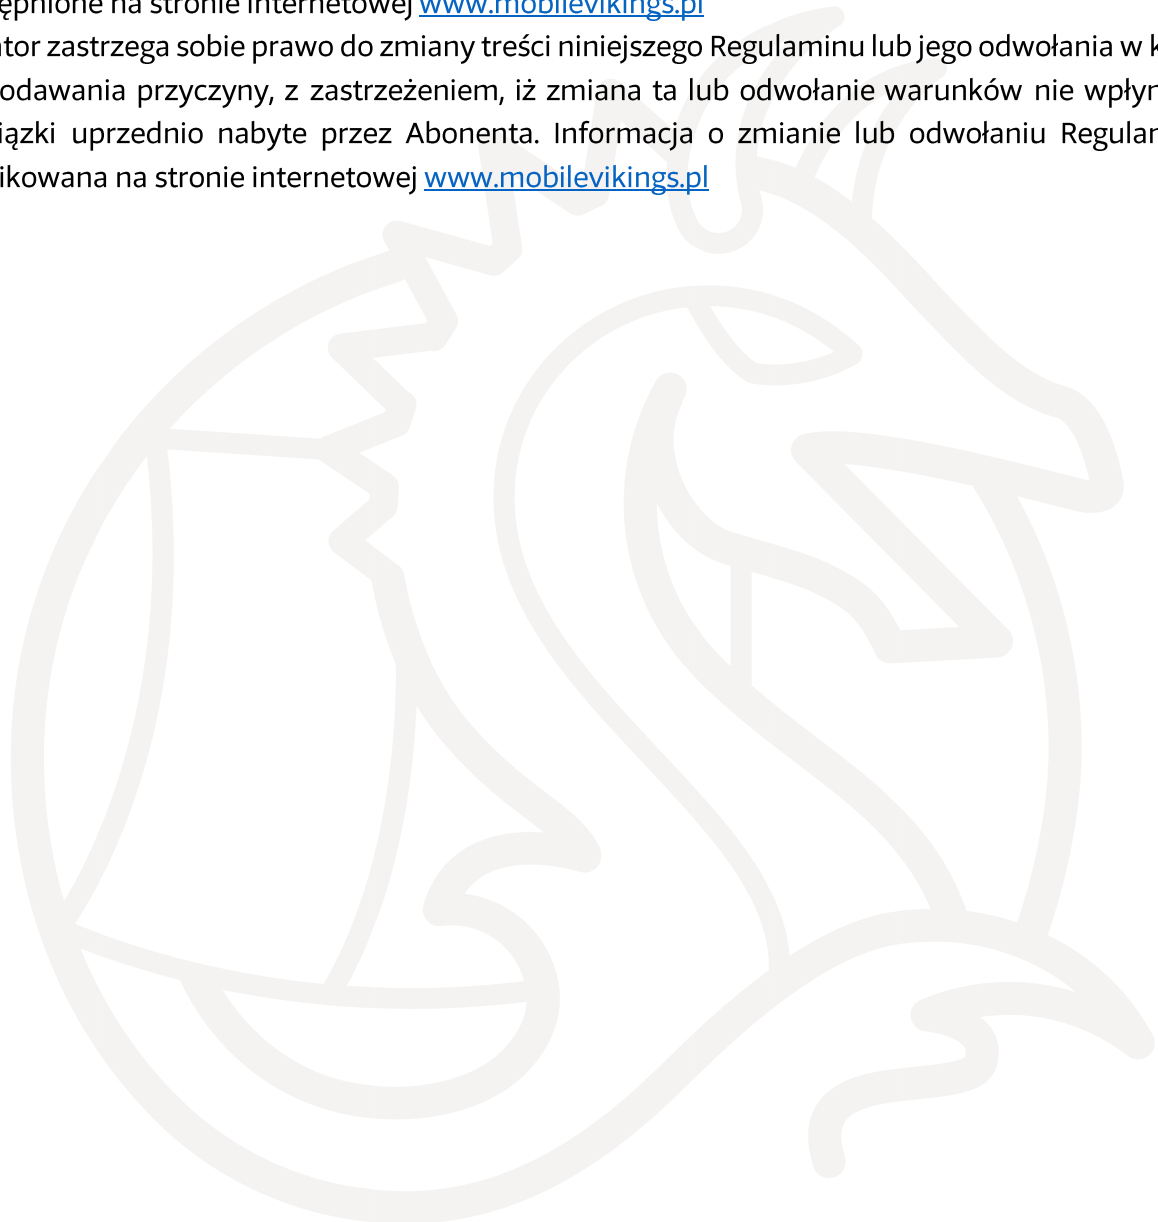 ępnione na stronie internetowej www.mobilevikings.pl
tor zastrzega sobie prawo do zmiany treści niniejszego Regulaminu lub jego odwołania w k
odawania przyczyny, z zastrzeżeniem, iż zmiana ta lub odwołanie warunków nie wpłyn
iązki uprzednio nabyte przez Abonenta. Informacja o zmianie lub odwołaniu Regular
ikowana na stronie internetowej www.mobilevikings.pl